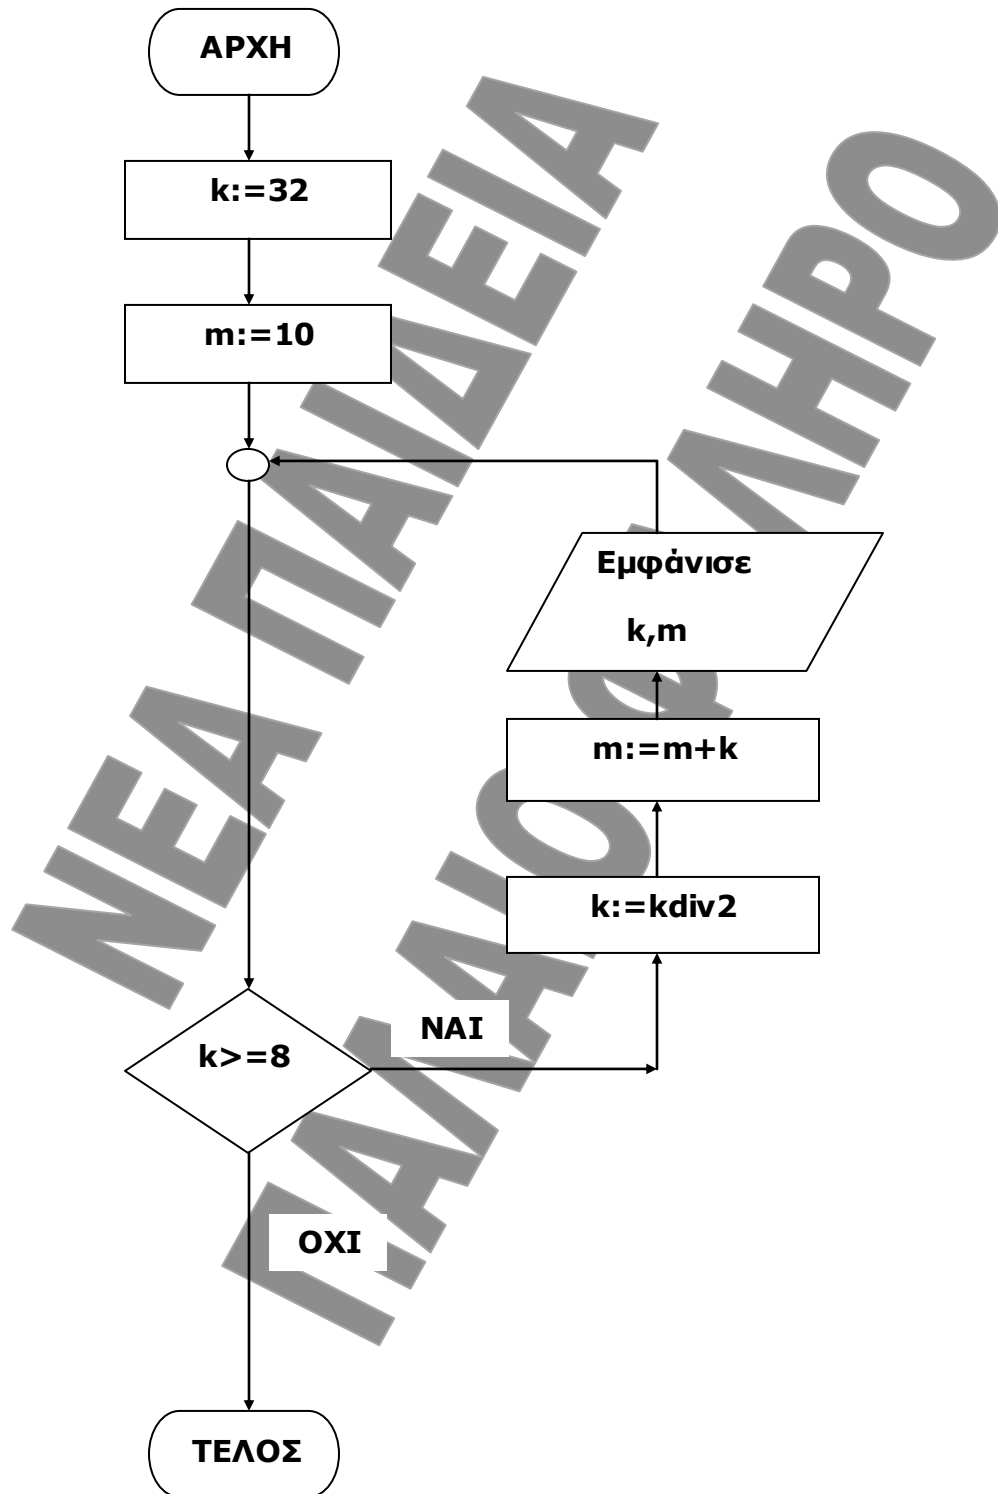 ΑΡΧΗ
k:=32
m:=10
Εμφάνισε
k,m
m:=m+k
k:=kdiv2
ΝΑΙ
k>=8
ΟΧΙ
ΤΕΛΟΣ
ΝΕΑ ΠΑΙΔΕΙΑ